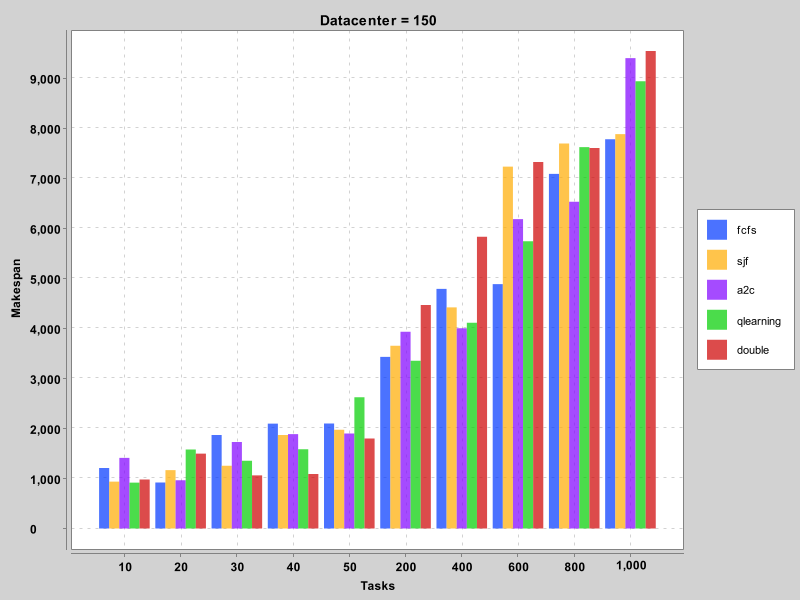 Datacenter = 150
9,000
8,000
7,000
6,000
5,000
4,000
3,000
2,000
1,000
0
Makespan
10 20 30 40 50 200 400 600 800 1,000
Tasks
fcfs
sjf
a2c
qlearning
double